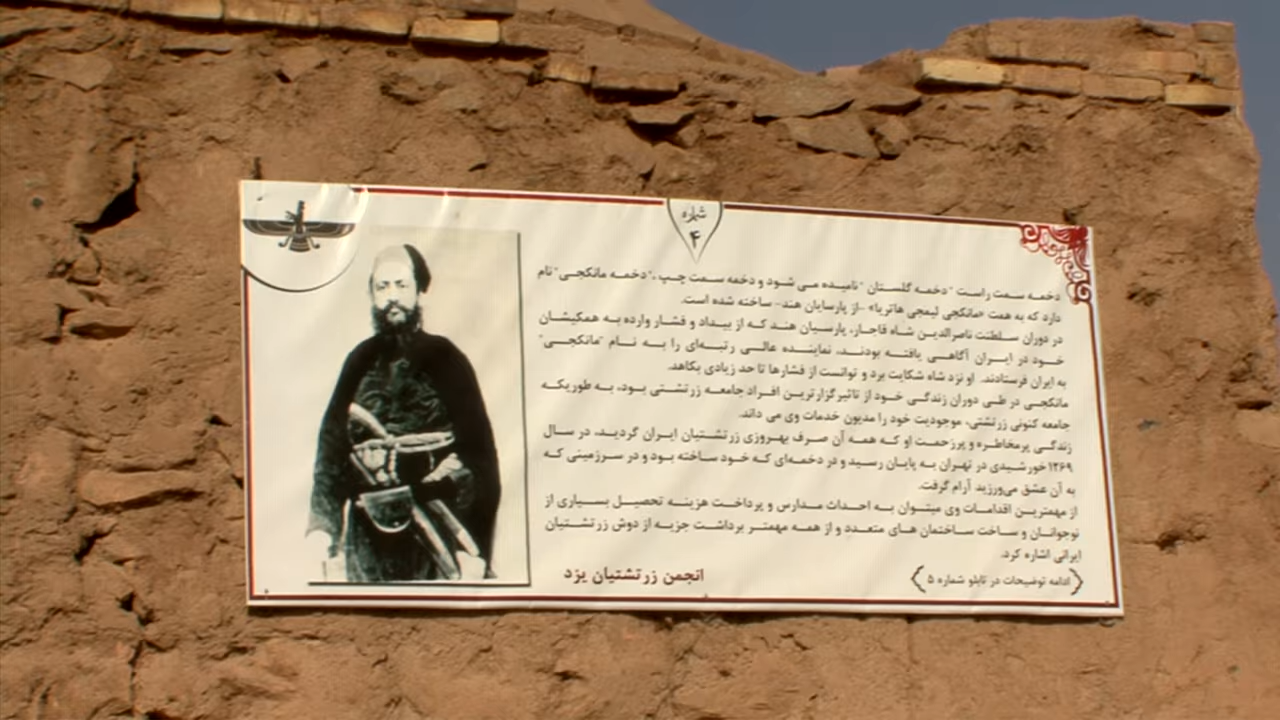 شماره
۴
دخمه سمت راست "دخمه گلستان" نامیده می شود و دخمه سمت چپ ،"دخمه مانکجی" نام
دارد که به همت «مانکجی لیمجی هاتریا» -از پارسایان هند- ساخته شده است.
در دوران سلطنت ناصرالدین شاه قاجار، پارسیان هند که از بیداد و فشار وارده به همکیشان
خود در ایران آگاهی یافته بودند، نماینده عالی رتبه‌ای را به نام "مانکجی"
به ایران فرستادند. او نزد شاه شکایت برد و توانست از فشارها تا حد زیادی بکاهد.
مانکجی در طی دوران زندگی خود از تاثیر گزارترین افراد جامعه زرتشتی بود، به طوریکه
جامعه کنونی زرتشتی، موجودیت خود را مدیون خدمات وی می داند.
زندگی پرمخاطره و پرزحمت او که همه آن صرف بهروزی زرتشتیان ایران گردید، در سال
۱۲۶۹ خورشیدی در تهران به پایان رسید و در دخمه‌ای که خود ساخته بود و در سرزمینی که
به آن عشق می‌ورزید آرام گرفت.
از مهمترین اقدامات وی میتوان به احداث مدارس و پرداخت هزینه تحصیل بسیاری از
نوجوانان و ساخت ساختمان های متعدد و از همه مهمتر برداشت جزیه از دوش زرتشتیان
ایرانی اشاره کرد.
ادامه توضیحات در تابلو شماره ۵
انجمن زرتشتیان یزد